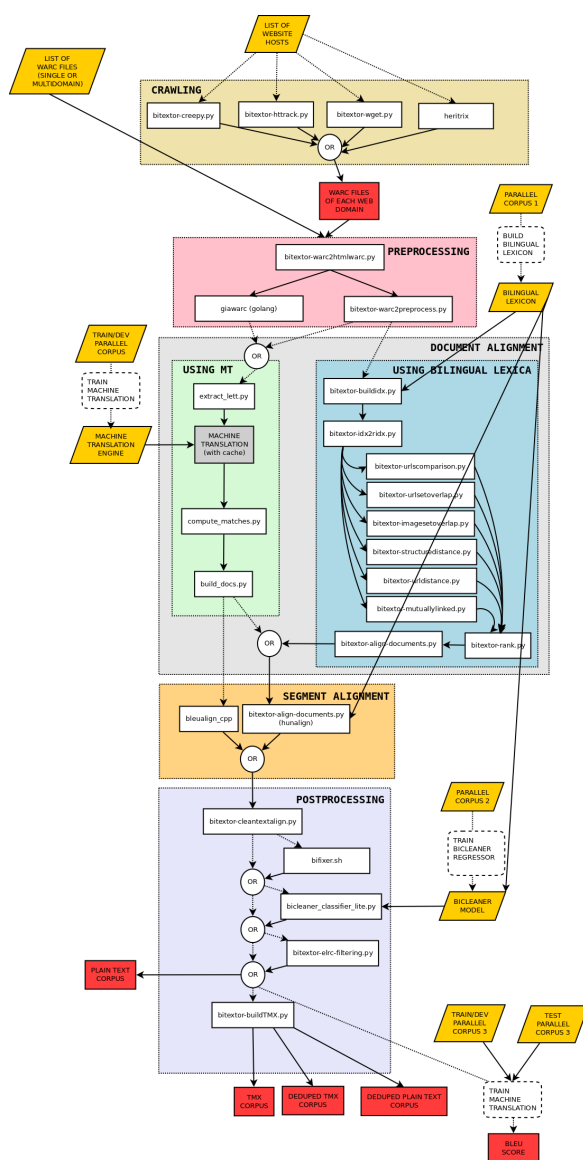 LIST OF
WEBSITE
HOSTS
LIST OF
WARC FILES
(SINGLE OR
MULTIDOMAIN)
CRAWLING
bitextor-creepy.py
bitextor-httrack.py
bitextor-wget.py
heritrix
OR
WARC FILES
OF EACH WEB
DOMAIN
PARALLEL
CORPUS 1
BUILD
BILINGUAL
LEXICON
BILINGUAL
LEXICON
PREPROCESSING
bitextor-warc2htmlwarc.py
giawarc (golang)
bitextor-warc2preprocess.py
TRAIN/DEV
PARALLEL
CORPUS
TRAIN
MACHINE
TRANSLATION
MACHINE
TRANSLATION
ENGINE
OR
DOCUMENT ALIGNMENT
USING MT
extract_lett.py
MACHINE
TRANSLATION
(with cache)
compute_matches.py
build_docs.py
USING BILINGUAL LEXICA
bitextor-buildidx.py
bitextor-idx2ridx.py
bitextor-urlscomparison.py
bitextor-urlsetoverlap.py
bitextor-imagesetoverlap.py
bitextor-structuredistance.py
bitextor-urldistance.py
bitextor-mutuallylinked.py
bitextor-rank.py
bitextor-align-documents.py
OR
SEGMENT ALIGNMENT
bleualign_cpp
bitextor-align-documents.py
(hunalign)
OR
POSTPROCESSING
bitextor-cleantextalign.py
bifixer.sh
OR
bicleaner_classifier_lite.py
OR
bitextor-elrc-filtering.py
OR
bitextor-buildTMX.py
PARALLEL
CORPUS 2
TRAIN
BICLEANER
REGRESSOR
BICLEANER
MODEL
PLAIN TEXT
CORPUS
TMX
CORPUS
DEDUPED TMX
CORPUS
DEDUPED PLAIN TEXT
CORPUS
TRAIN/DEV
PARALLEL
CORPUS 3
TEST
PARALLEL
CORPUS 3
TRAIN
MACHINE
TRANSLATION
BLEU
SCORE